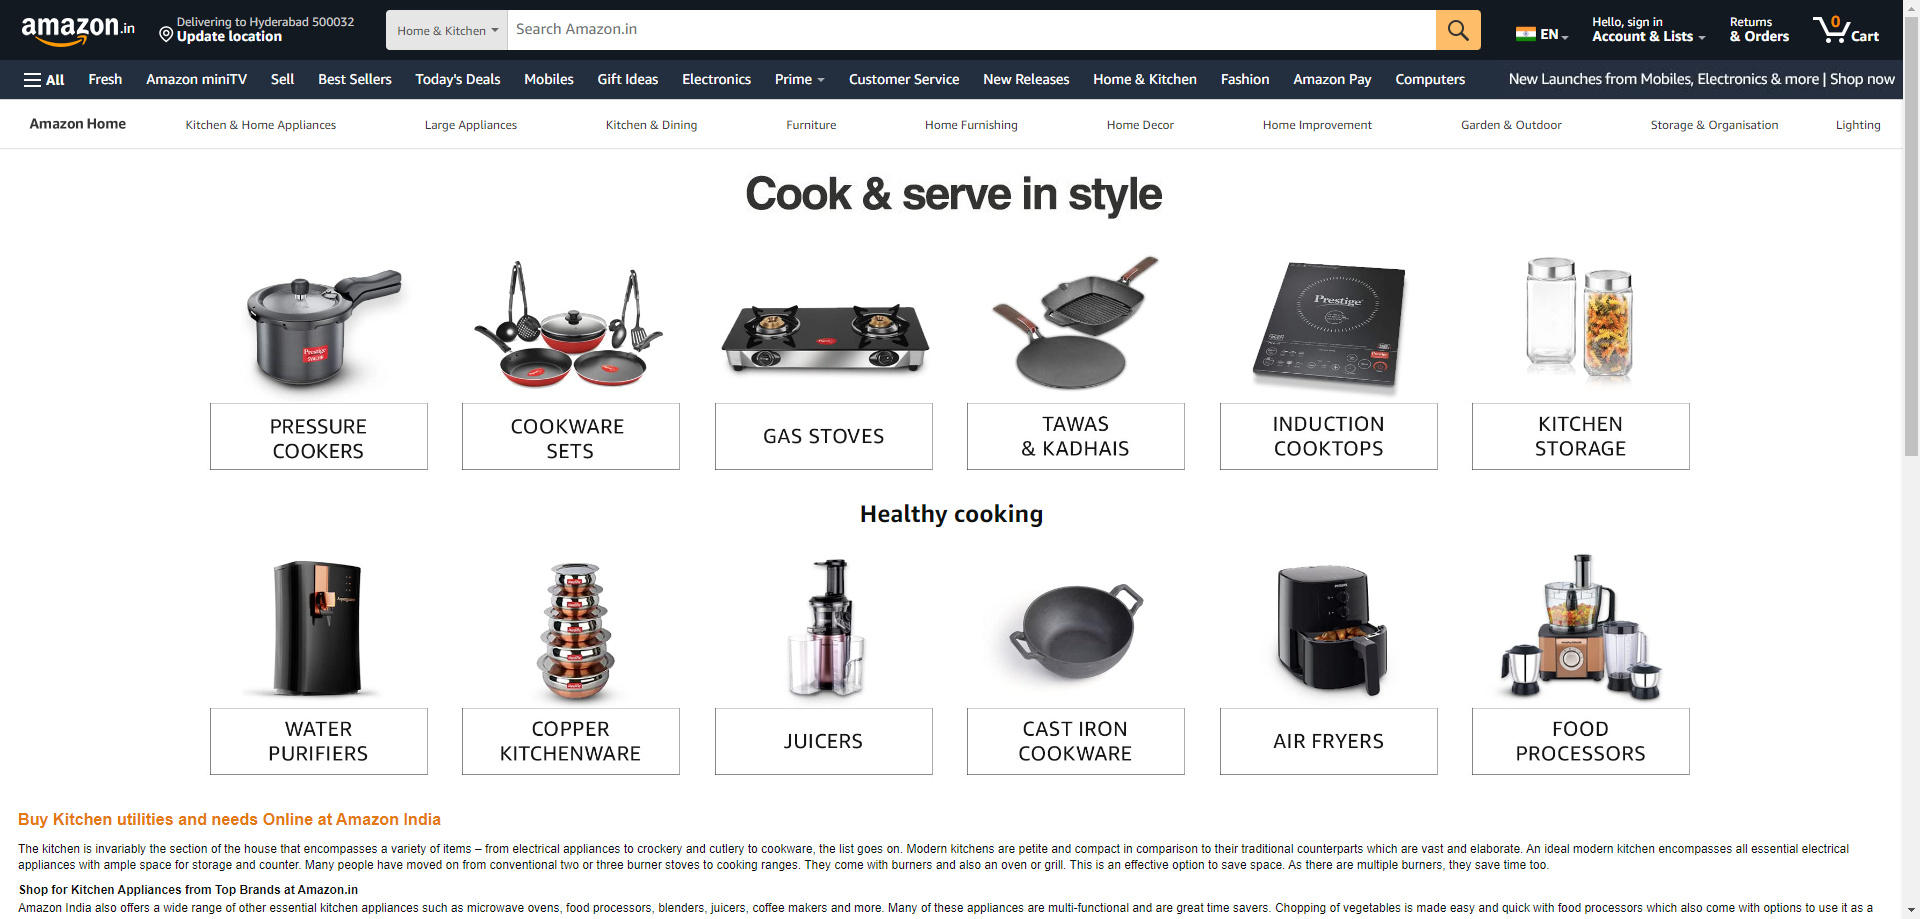 amazon.in
Delivering to Hyderabad 500032
Update location
Home & Kitchen
Search Amazon.in
EN
Hello, sign in
Account & Lists
Returns
& Orders
0
Cart
All
Fresh
Amazon miniTV
Sell
Best Sellers
Today's Deals
Mobiles
Gift Ideas
Electronics
Prime
Customer Service
New Releases
Home & Kitchen
Fashion
Amazon Pay
Computers
New Launches from Mobiles, Electronics & more | Shop now
Amazon Home
Kitchen & Home Appliances
Large Appliances
Kitchen & Dining
Furniture
Home Furnishing
Home Decor
Home Improvement
Garden & Outdoor
Storage & Organisation
Lighting
Cook & serve in style
Prestige
Prestige
PRESSURE
COOKERS
COOKWARE
SETS
GAS STOVES
TAWAS
& KADHAIS
INDUCTION
COOKTOPS
KITCHEN
STORAGE
Healthy cooking
WATER
PURIFIERS
COPPER
KITCHENWARE
JUICERS
CAST IRON
COOKWARE
AIR FRYERS
FOOD
PROCESSORS
Buy Kitchen utilities and needs Online at Amazon India
The kitchen is invariably the section of the house that encompasses a variety of items – from electrical appliances to crockery and cutlery to cookware, the list goes on. Modern kitchens are petite and compact in comparison to their traditional counterparts which are vast and elaborate. An ideal modern kitchen encompasses all essential electrical
appliances with ample space for storage and counter. Many people have moved on from conventional two or three burner stoves to cooking ranges. They come with burners and also an oven or grill. This is an effective option to save space. As there are multiple burners, they save time too.
Shop for Kitchen Appliances from Top Brands at Amazon.in
Amazon India also offers a wide range of other essential kitchen appliances such as microwave ovens, food processors, blenders, juicers, coffee makers and more. Many of these appliances are multi-functional and are great time savers. Chopping of vegetables is made easy and quick with food processors which also come with options to use it as a